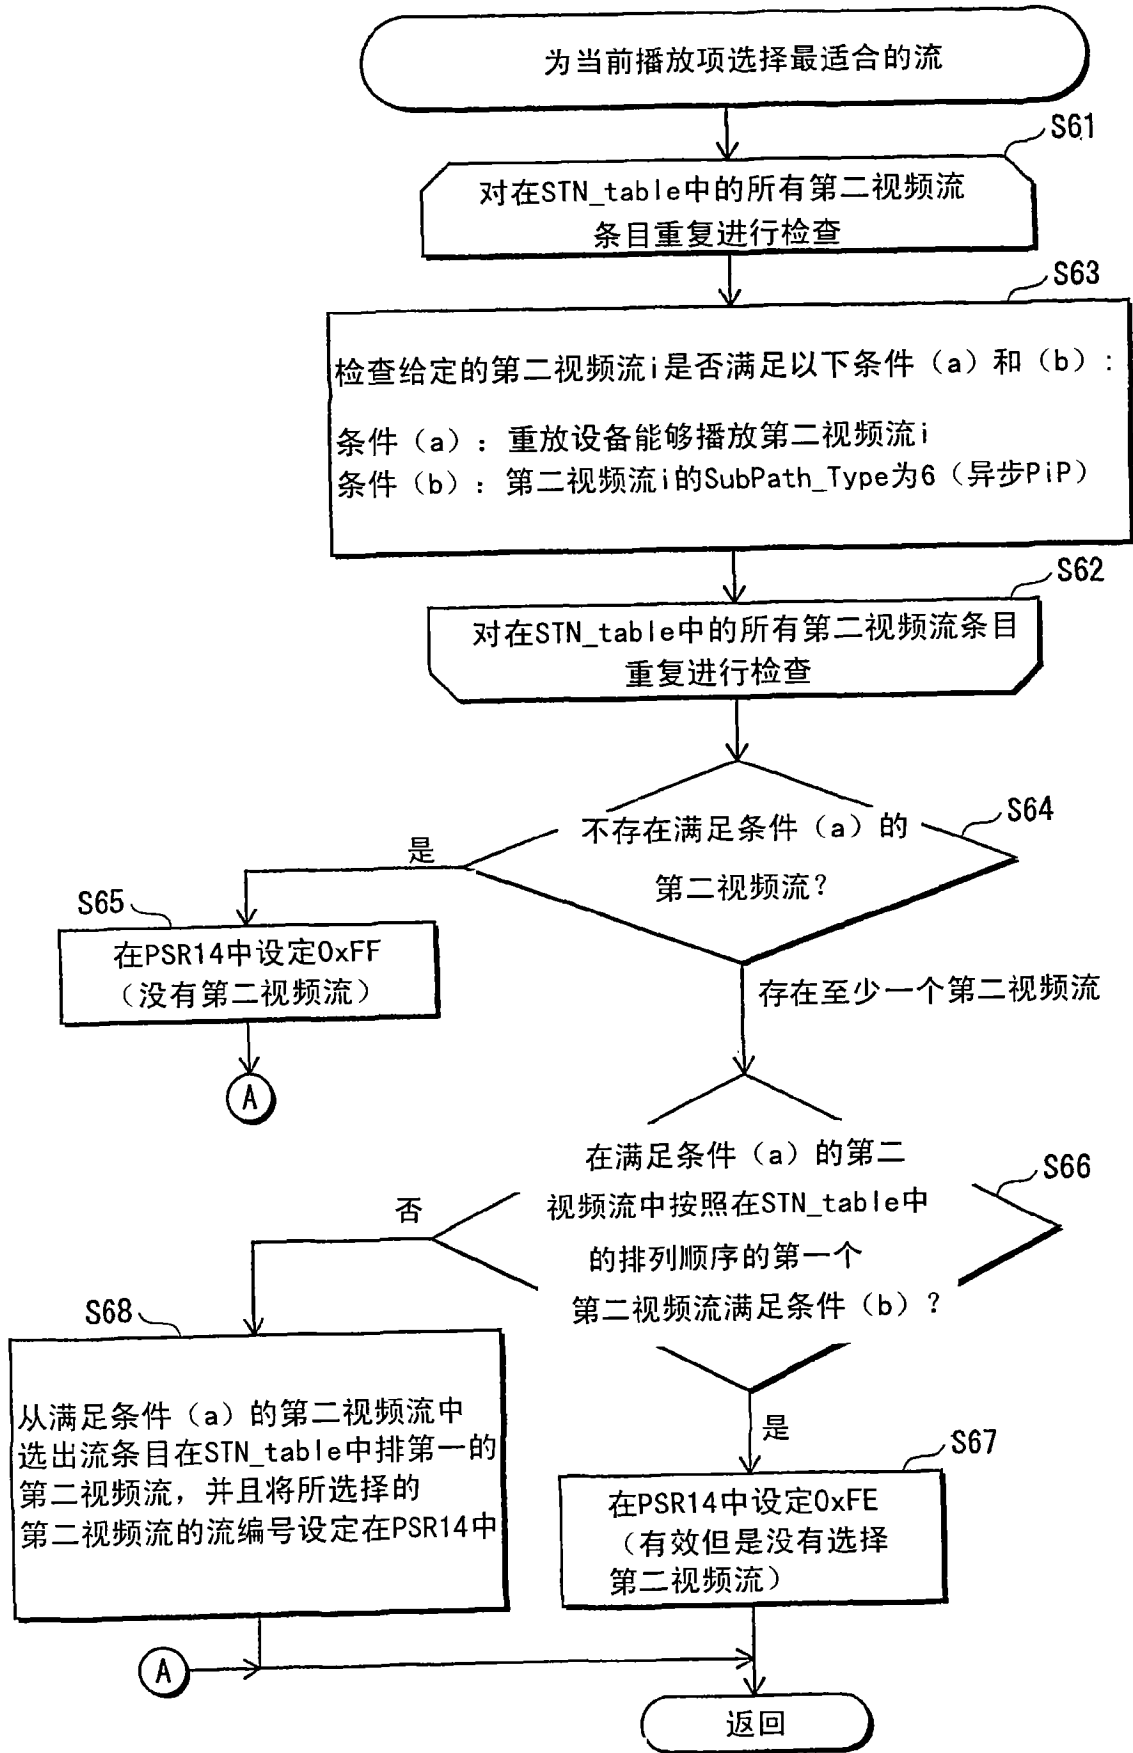 为当前播放项选择最适合的流
S61
对在STN_table中的所有第二视频流
条目重复进行检查
S63
检查给定的第二视频流i是否满足以下条件（a）和（b）:
条件（a）: 重放设备能够播放第二视频流i
条件（b）: 第二视频流i的SubPath_Type为6（异步PiP）
S62
对在STN_table中的所有第二视频流条目
重复进行检查
S64
不存在满足条件（a）的
第二视频流?
是
S65
在PSR14中设定0xFF
（没有第二视频流）
存在至少一个第二视频流
A
在满足条件（a）的第二
视频流中按照在STN_table中
的排列顺序的第一个
第二视频流满足条件（b）?
S66
否
S68
从满足条件（a）的第二视频流中
选出流条目在STN_table中排第一的
第二视频流，并且将所选择的
第二视频流的流编号设定在PSR14中
是
S67
在PSR14中设定0xFE
（有效但是没有选择
第二视频流）
A
返回